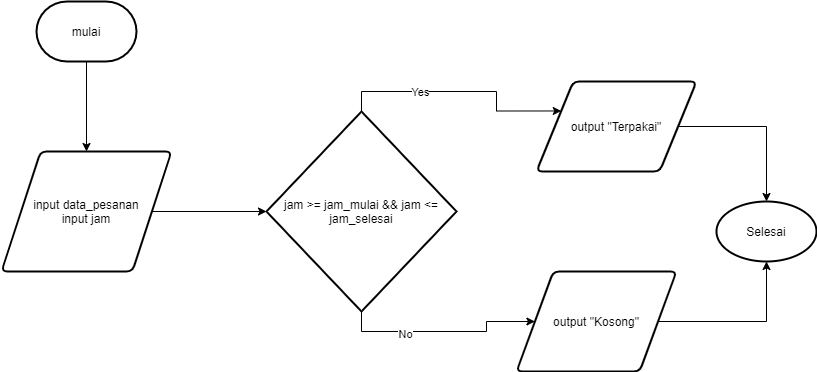 mulai
input data_pesanan
input jam
jam >= jam_mulai && jam <=
jam_selesai
Yes
output "Terpakai"
No
output "Kosong"
Selesai